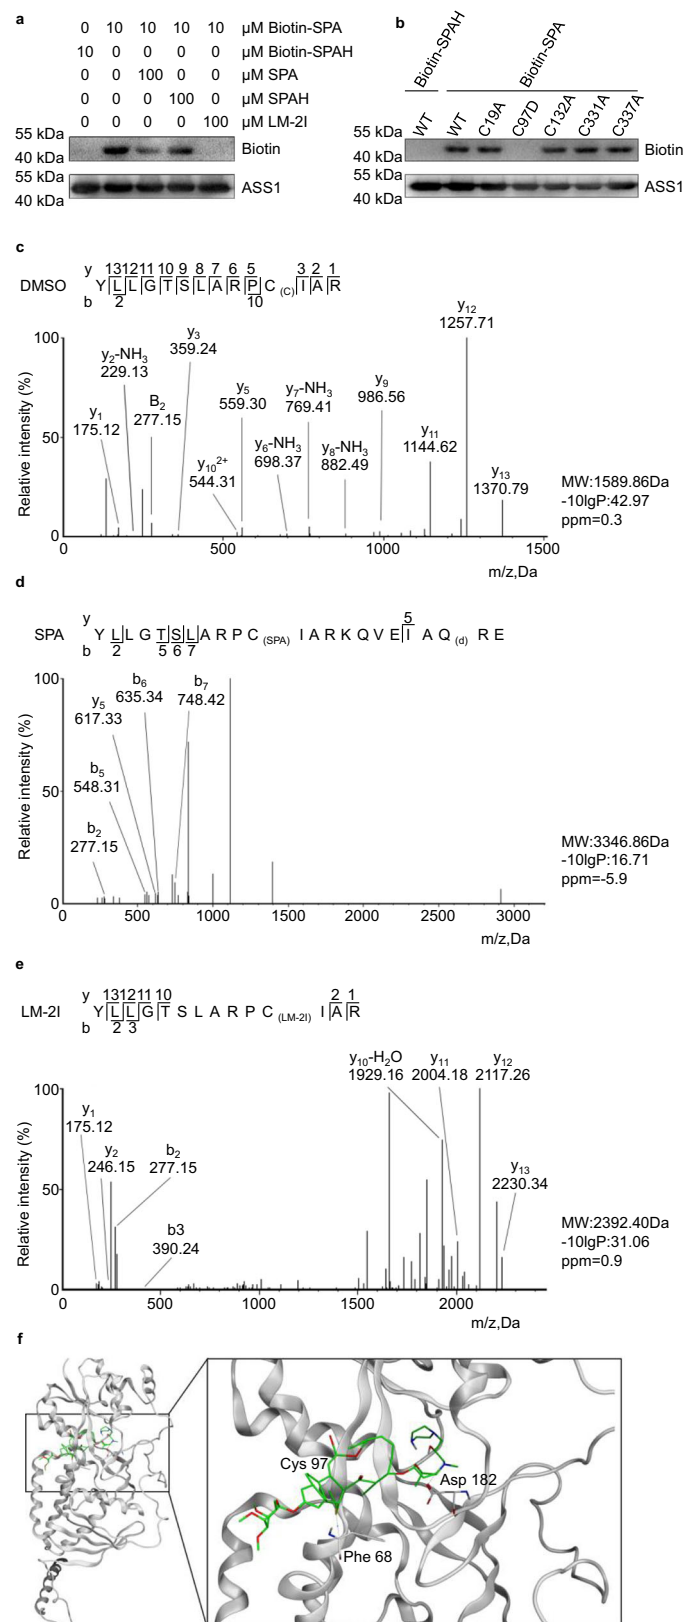 a
0 10 10 10 10 μM Biotin-SPA
10 0 0 0 0 μM Biotin-SPAH
0 0 100 0 0 μM SPA
0 0 0 100 0 μM SPAH
0 0 0 0 100 μM LM-2I
55 kDa
40 kDa
Biotin
55 kDa
40 kDa
ASS1
b
Biotin-SPAH
Biotin-SPA
WT WT C19A C97D C132A C331A C337A
55 kDa
40 kDa
Biotin
55 kDa
40 kDa
ASS1
c
y 13 12 11 10 9 8 7 6 5 3 2 1
DMSO Y L L G T S L A R P C (C) I A R
b 2 10
Relative intensity (%)
100
50
0
y1
175.12
y2-NH3
229.13
B2
277.15
y3
359.24
y10 2+
544.31
y5
559.30
y6-NH3
698.37
y7-NH3
769.41
y8-NH3
882.49
y9
986.56
y11
1144.62
y12
1257.71
y13
1370.79
MW:1589.86Da
-10lgP:42.97
ppm=0.3
0 500 1000 1500
m/z,Da
d
y 5
SPA Y L L G T S L A R P C (SPA) I A R K Q V E I A Q (d) R E
b 2 5 6 7
Relative intensity (%)
100
50
0
b2
277.15
b5
548.31
y5
617.33
b6
635.34
b7
748.42
MW:3346.86Da
-10lgP:16.71
ppm=-5.9
0 500 1000 1500 2000 2500 3000
m/z,Da
e
y 13 12 11 10 2 1
LM-2I Y L L G T S L A R P C (LM-2I) I A R
b 2 3
Relative intensity (%)
100
50
0
y1
175.12
y2
246.15
b2
277.15
b3
390.24
y10-H2O
1929.16
y11
2004.18
y12
2117.26
y13
2230.34
MW:2392.40Da
-10lgP:31.06
ppm=0.9
0 500 1000 1500 2000
m/z,Da
f
Cys 97
Asp 182
Phe 68